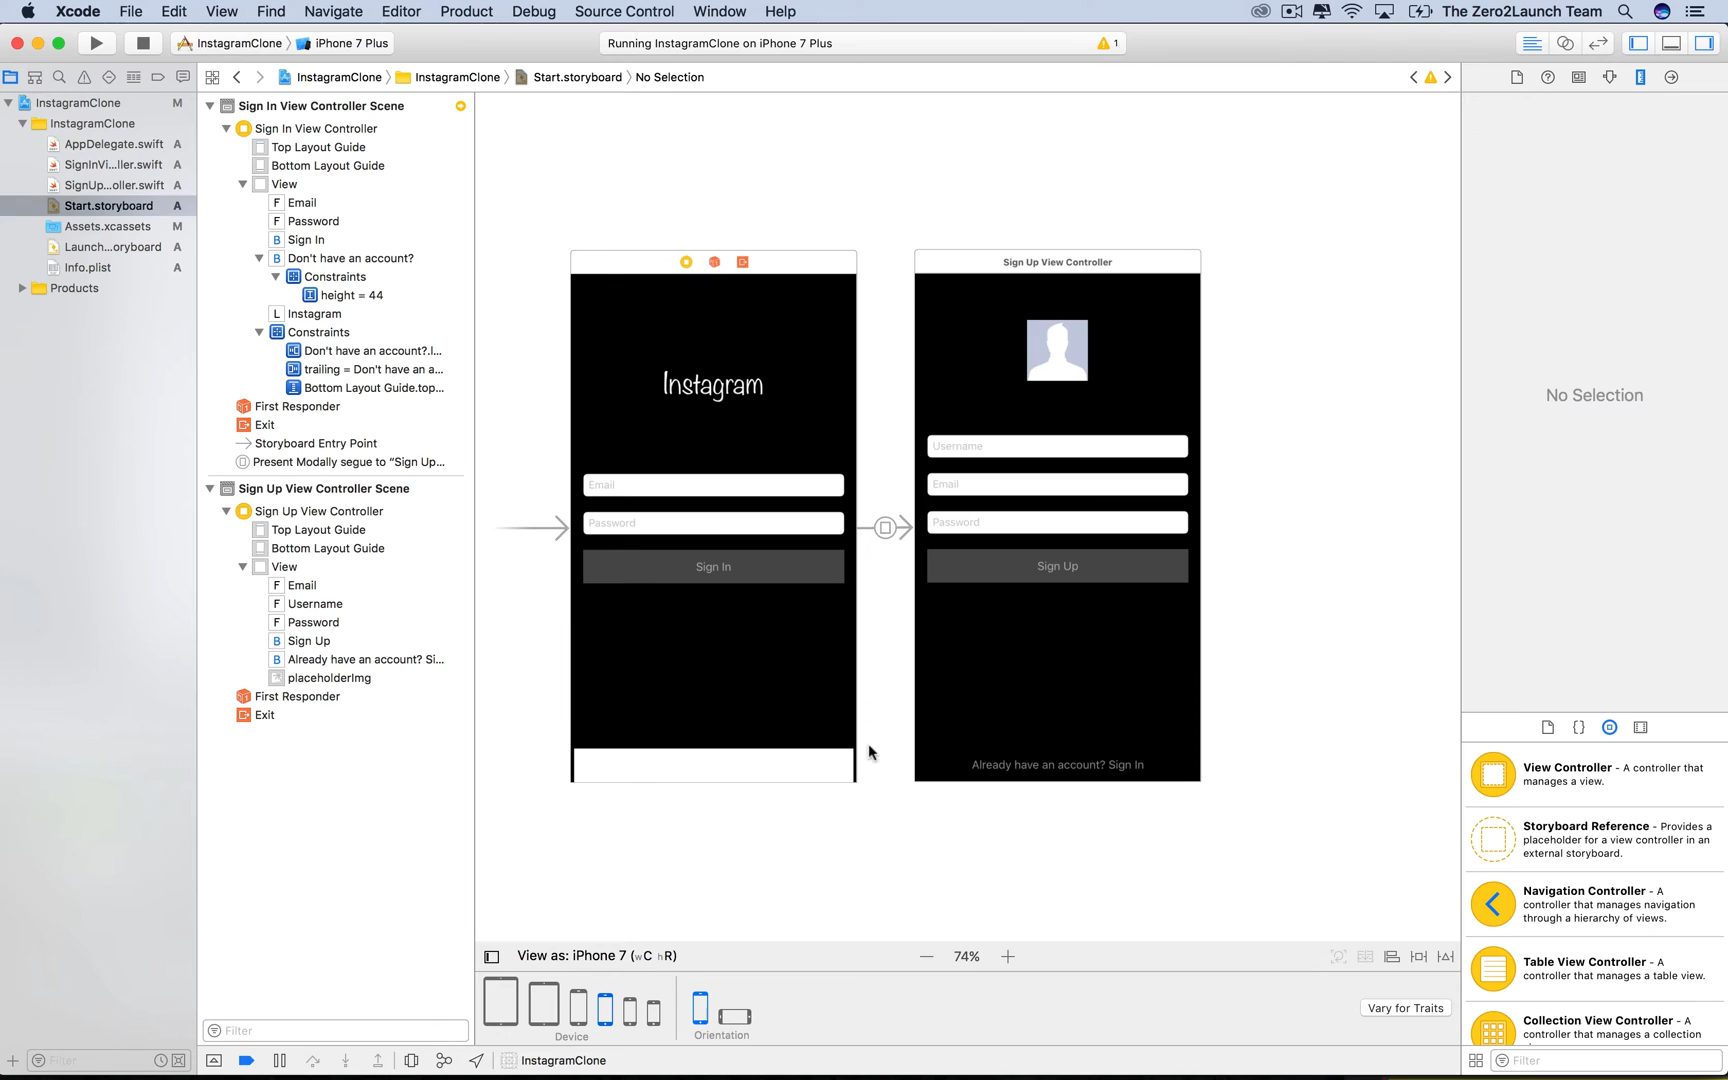 Xcode File Edit View Find Navigate Editor Product Debug Source Control Window Help The Zero2Launch Team
InstagramClone iPhone 7 Plus Running InstagramClone on iPhone 7 Plus 1
InstagramClone InstagramClone Start.storyboard No Selection
InstagramClone M
InstagramClone
AppDelegate.swift A
SignInVi...ller.swift A
SignUp...oller.swift A
Start.storyboard A
Assets.xcassets M
Launch...oryboard A
Info.plist A
Products
Filter
Sign In View Controller Scene
Sign In View Controller
Top Layout Guide
Bottom Layout Guide
View
F Email
F Password
B Sign In
B Don't have an account?
Constraints
height = 44
L Instagram
Constraints
Don't have an account?.l...
trailing = Don't have an a...
Bottom Layout Guide.top...
First Responder
Exit
Storyboard Entry Point
Present Modally segue to “Sign Up...
Sign Up View Controller Scene
Sign Up View Controller
Top Layout Guide
Bottom Layout Guide
View
F Email
F Username
F Password
B Sign Up
B Already have an account? Si...
placeholderImg
First Responder
Exit
Filter
Instagram
Email
Password
Sign In
Sign Up View Controller
Username
Email
Password
Sign Up
Already have an account? Sign In
View as: iPhone 7 (wC hR)
74%
Device
Orientation
Vary for Traits
InstagramClone
No Selection
View Controller - A controller that
manages a view.
Storyboard Reference - Provides a
placeholder for a view controller in an
external storyboard.
Navigation Controller - A
controller that manages navigation
through a hierarchy of views.
Table View Controller - A
controller that manages a table view.
Collection View Controller - A
controller that manages a collection
Filter